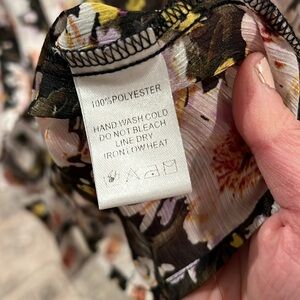 100%POLYESTER
HAND WASH COLD
DO NOT BLEACH
LINE DRY
IRON LOW HEAT